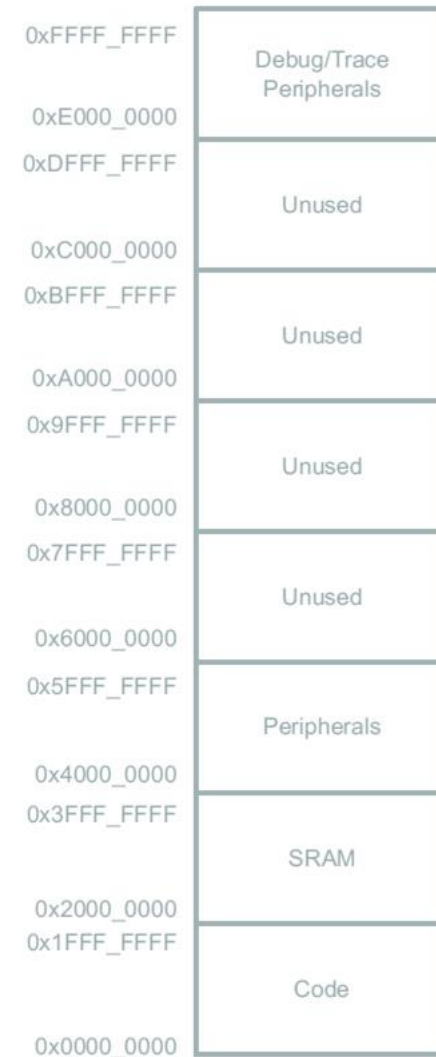 0xFFFF_FFFF
Debug/Trace
Peripherals
0xE000_0000
0xDFFF_FFFF
Unused
0xC000_0000
0xBFFF_FFFF
Unused
0xA000_0000
0x9FFF_FFFF
Unused
0x8000_0000
0x7FFF_FFFF
Unused
0x6000_0000
0x5FFF_FFFF
Peripherals
0x4000_0000
0x3FFF_FFFF
SRAM
0x2000_0000
0x1FFF_FFFF
Code
0x0000_0000